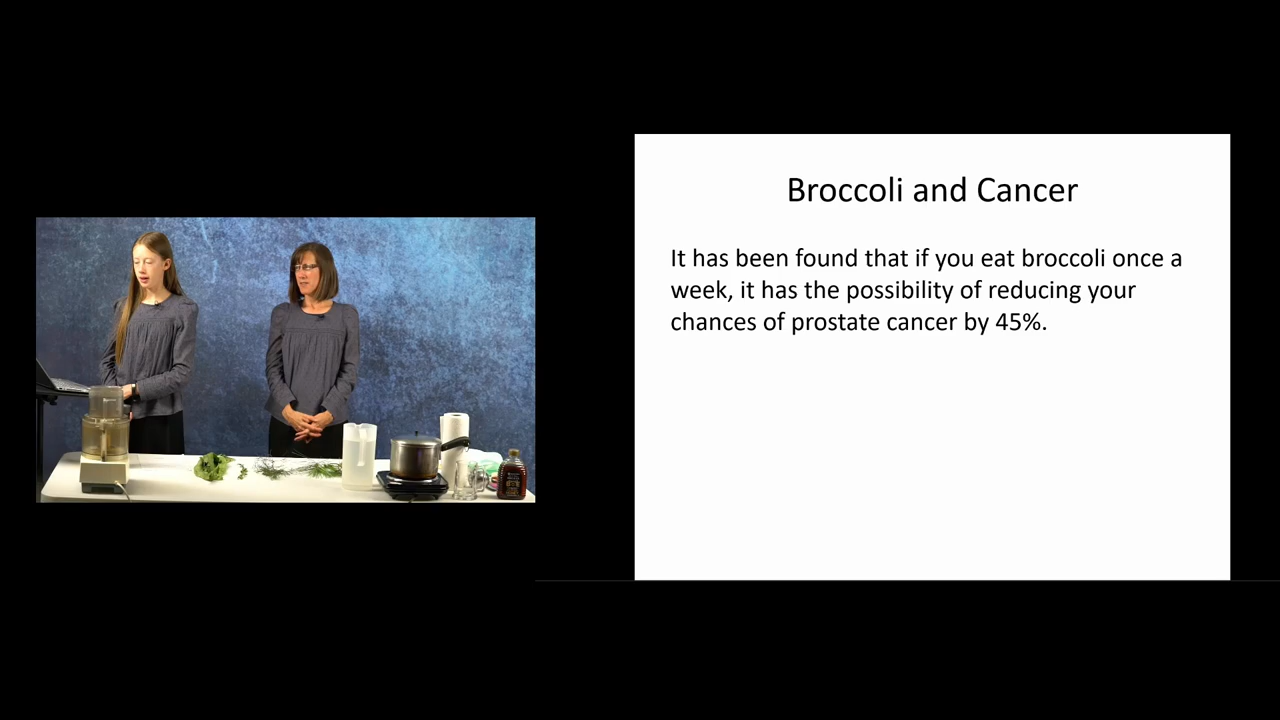 Broccoli and Cancer
It has been found that if you eat broccoli once a
week, it has the possibility of reducing your
chances of prostate cancer by 45%.